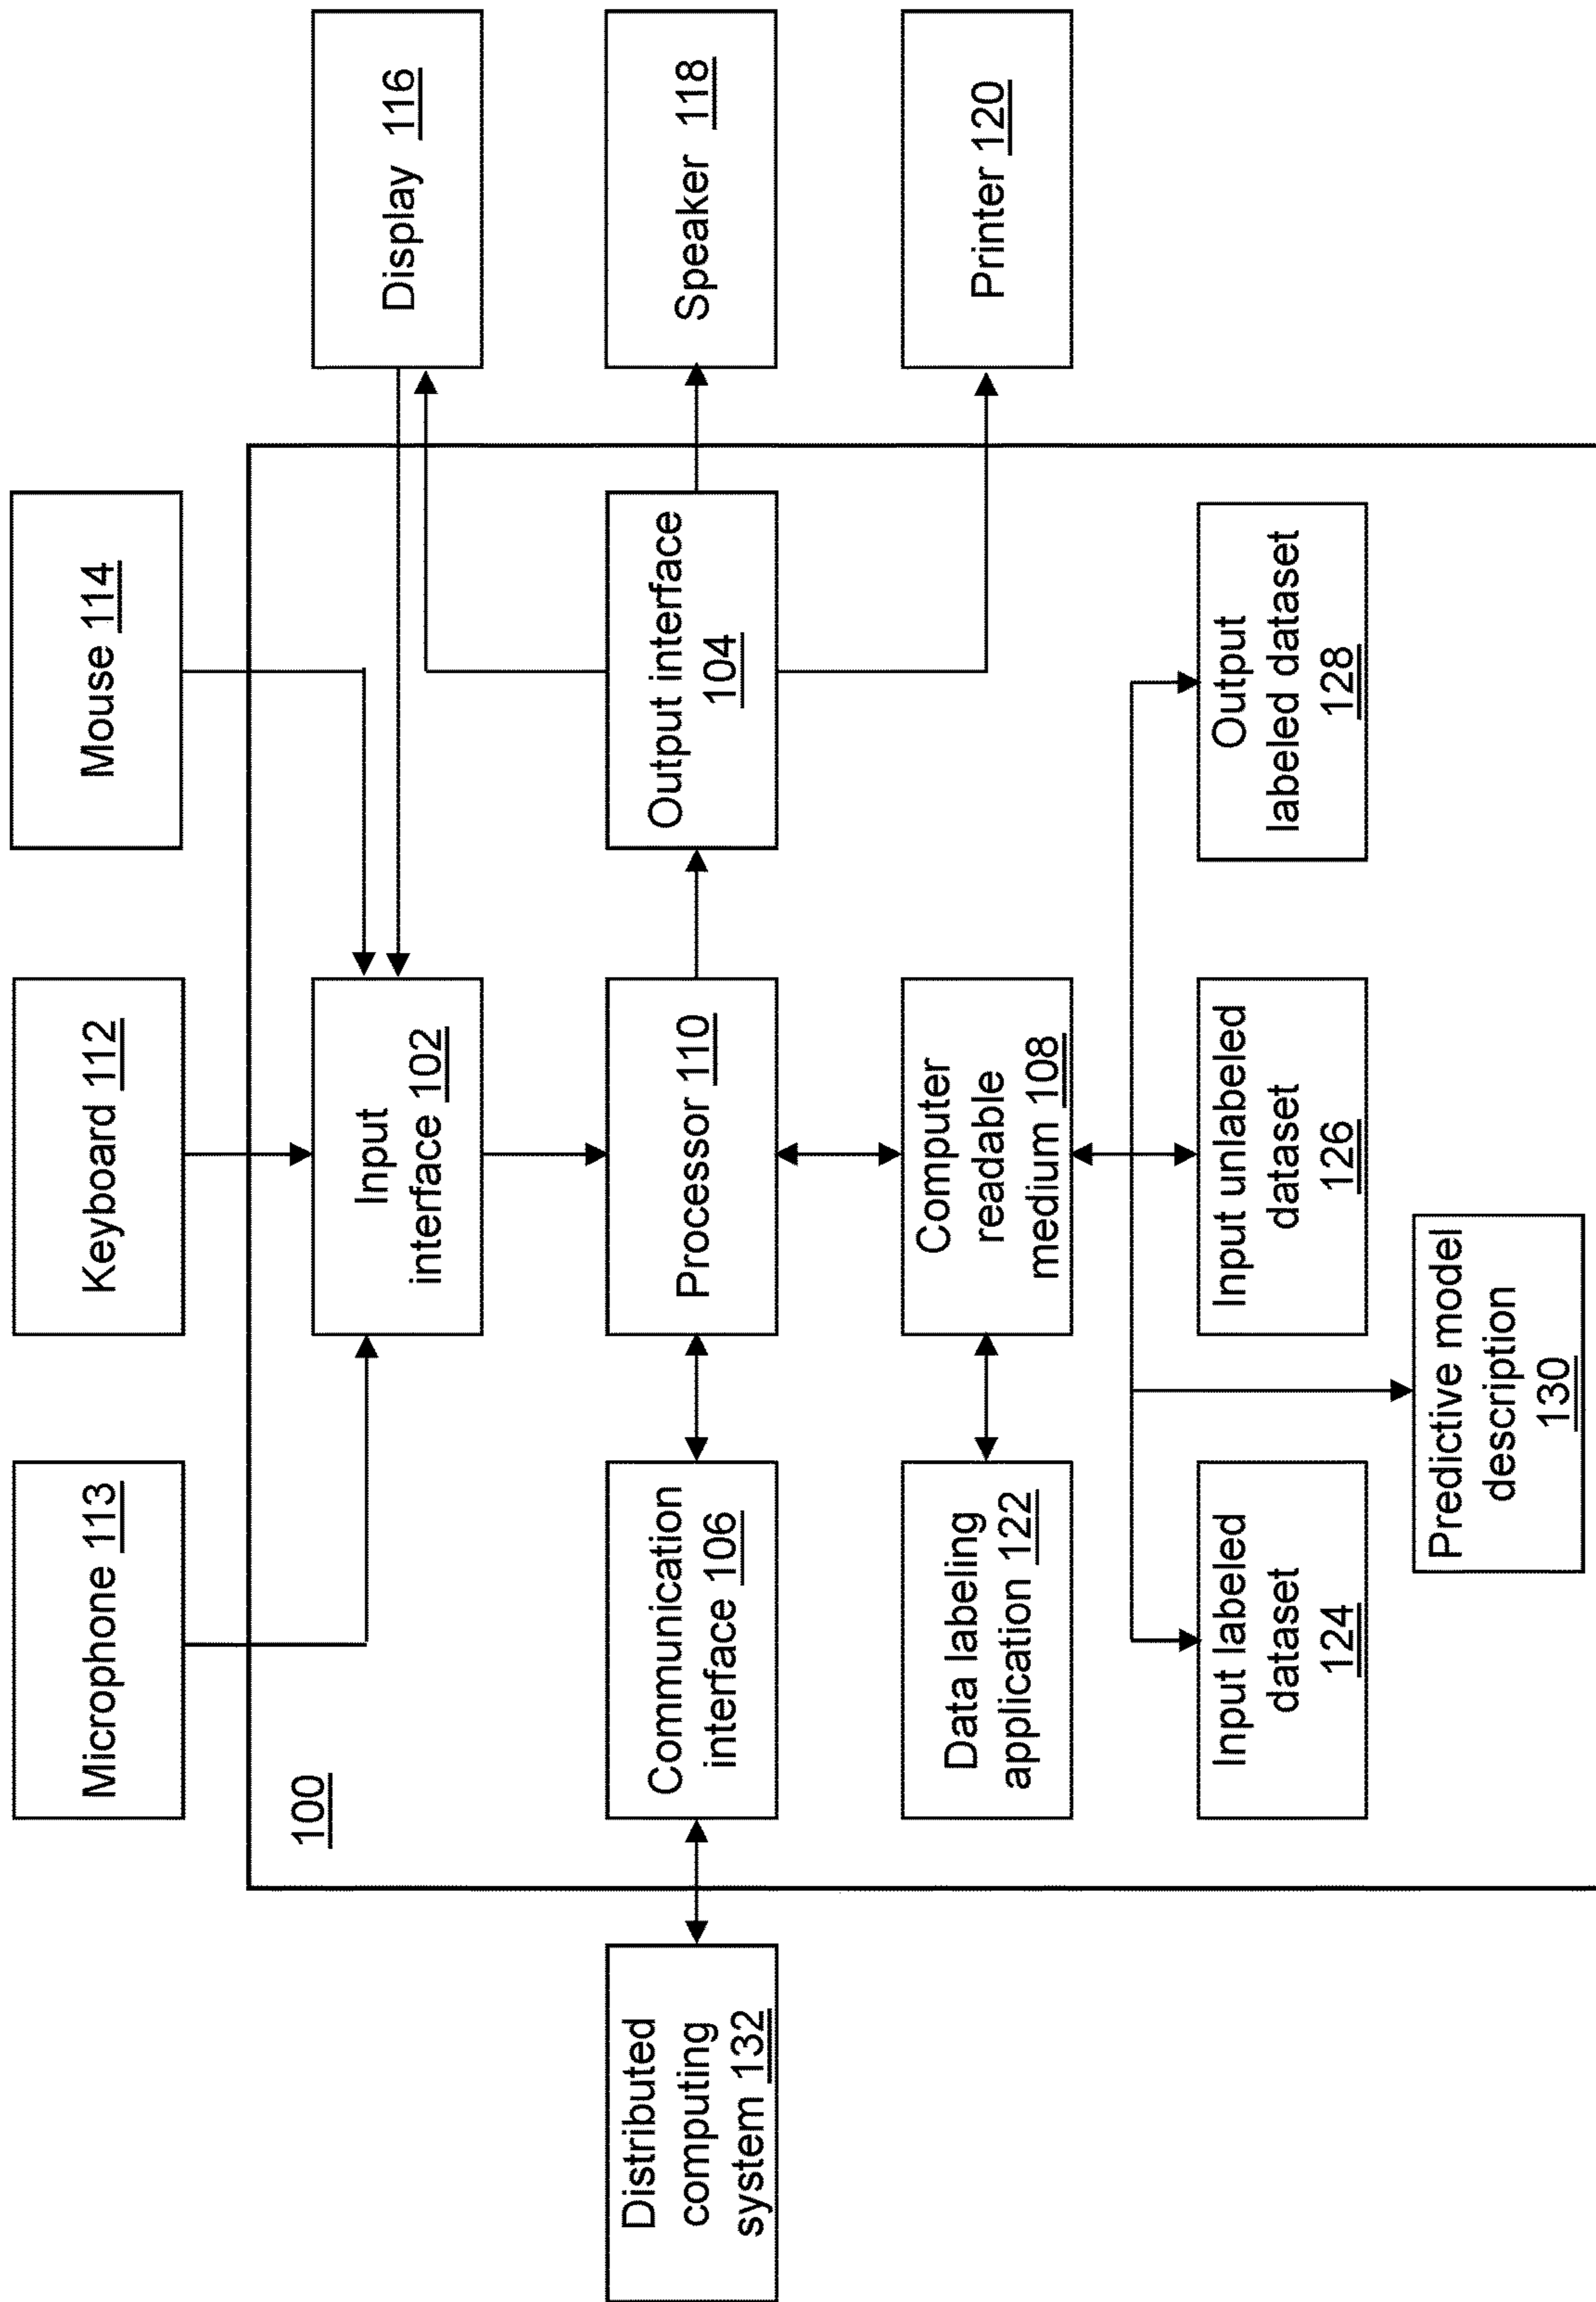 Microphone 113
Keyboard 112
Mouse 114
100
Input
interface 102
Display 116
Distributed
computing
system 132
Communication
interface 106
Processor 110
Output interface
104
Speaker 118
Data labeling
application 122
Computer
readable
medium 108
Printer 120
Input labeled
dataset
124
Input unlabeled
dataset
126
Output
labeled dataset
128
Predictive model
description
130